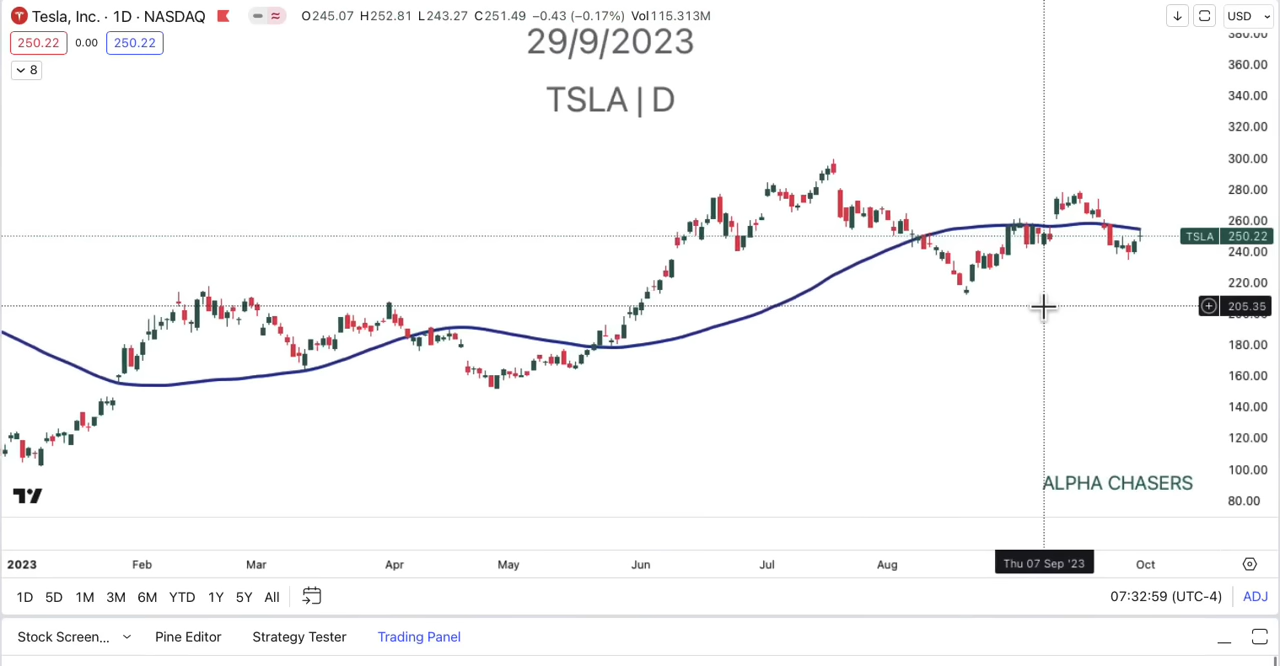 Tesla, Inc. · 1D · NASDAQ O245.07 H252.81 L243.27 C251.49 −0.43 (−0.17%) Vol115.313M
USD
250.22 0.00 250.22
8
29/9/2023
TSLA | D
380.00
360.00
340.00
320.00
300.00
280.00
260.00
TSLA 250.22
240.00
220.00
205.35
200.00
180.00
160.00
140.00
120.00
100.00
80.00
ALPHA CHASERS
2023 Feb Mar Apr May Jun Jul Aug Thu 07 Sep '23 Oct
1D 5D 1M 3M 6M YTD 1Y 5Y All 07:32:59 (UTC-4) ADJ
Stock Screen... Pine Editor Strategy Tester Trading Panel